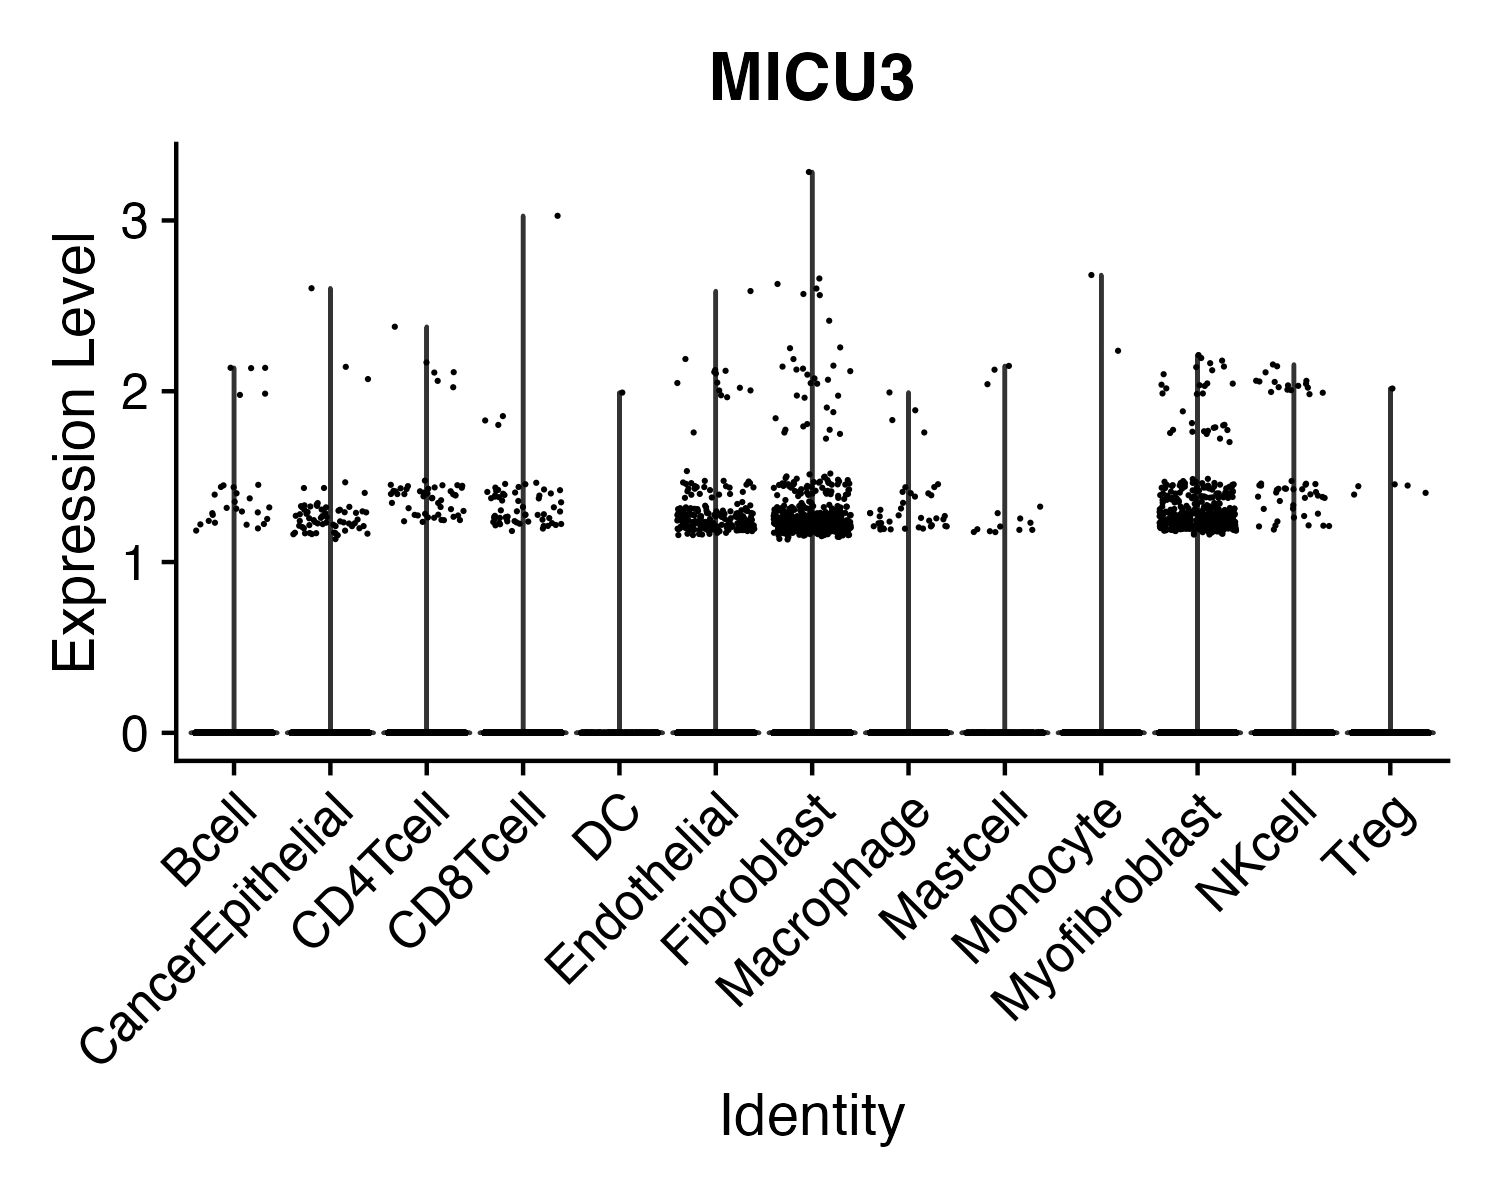 MICU3
Expression Level
3
2
1
0
Bcell
CancerEpithelial
CD4Tcell
CD8Tcell
DC
Endothelial
Fibroblast
Macrophage
Mastcell
Monocyte
Myofibroblast
NKcell
Treg
Identity